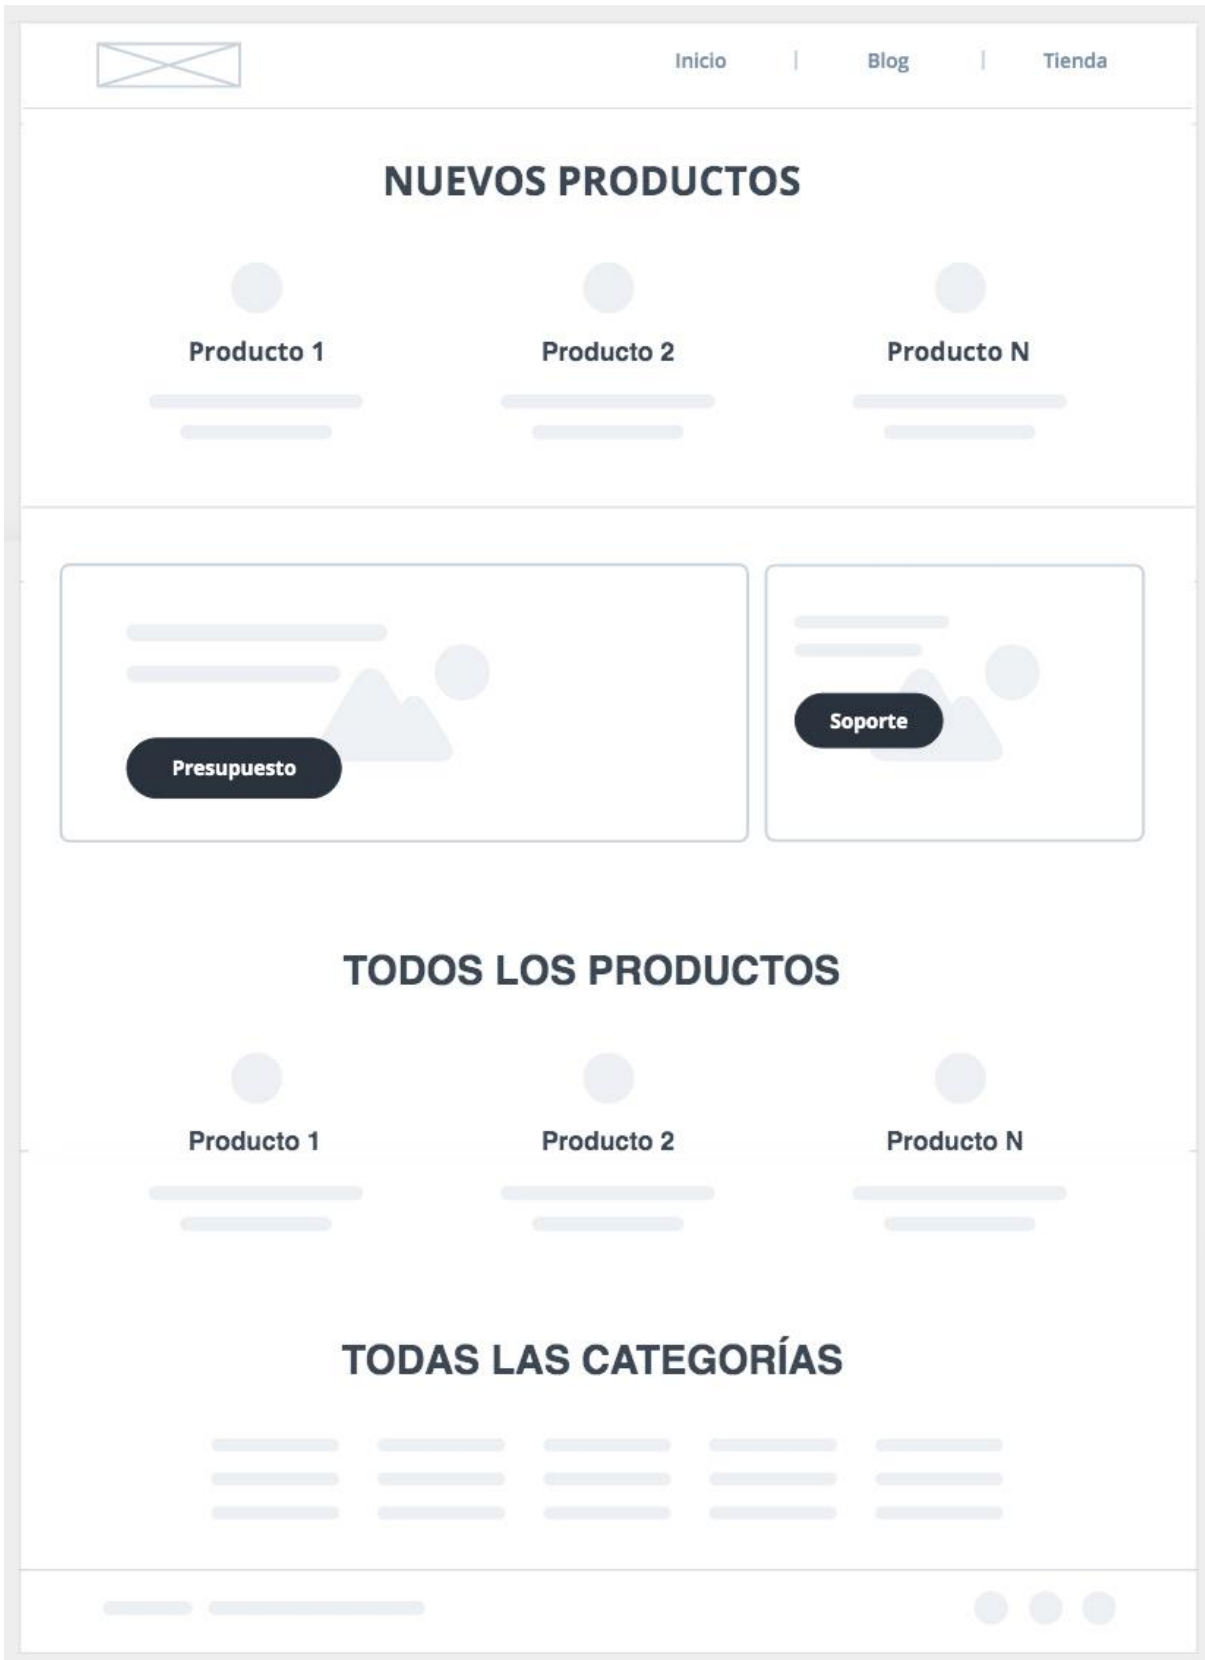 Inicio | Blog | Tienda
NUEVOS PRODUCTOS
Producto 1 Producto 2 Producto N
Presupuesto
Soporte
TODOS LOS PRODUCTOS
Producto 1 Producto 2 Producto N
TODAS LAS CATEGORÍAS